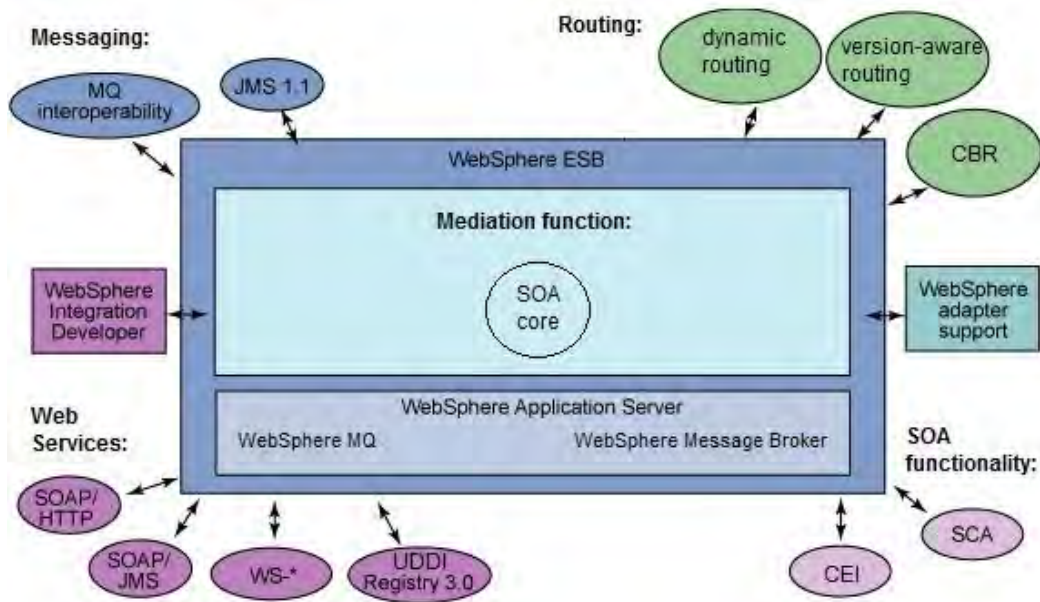 Messaging:
Routing:
MQ
interoperability
JMS 1.1
dynamic
routing
version-aware
routing
CBR
WebSphere ESB
Mediation function:
SOA
core
WebSphere
Integration
Developer
WebSphere
adapter
support
WebSphere Application Server
WebSphere MQ
WebSphere Message Broker
Web
Services:
SOA
functionality:
SOAP/
HTTP
SOAP/
JMS
WS-*
UDDI
Registry 3.0
CEI
SCA